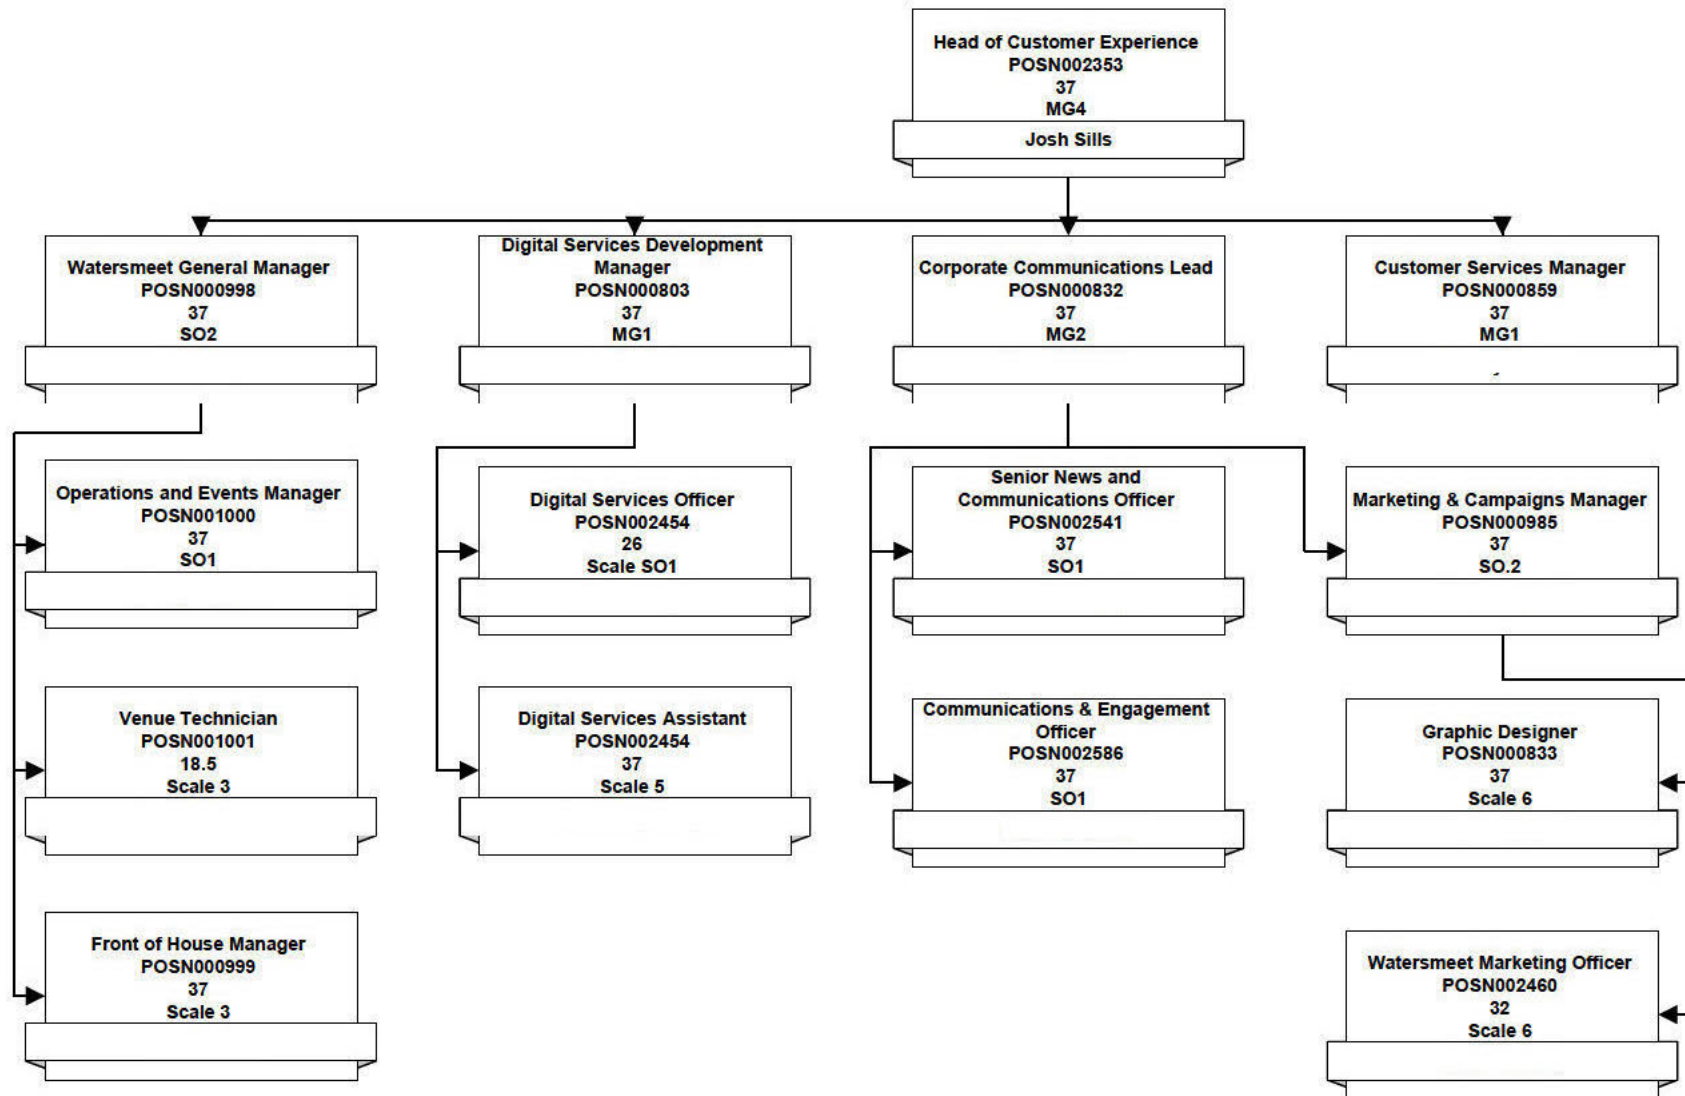 Head of Customer Experience
POSN002353
37
MG4
Josh Sills
Watersmeet General Manager
POSN000998
37
SO2
Digital Services Development
Manager
POSN000803
37
MG1
Corporate Communications Lead
POSN000832
37
MG2
Customer Services Manager
POSN000859
37
MG1
Operations and Events Manager
POSN001000
37
SO1
Digital Services Officer
POSN002454
26
Scale SO1
Senior News and
Communications Officer
POSN002541
37
SO1
Marketing & Campaigns Manager
POSN000985
37
SO.2
Venue Technician
POSN001001
18.5
Scale 3
Digital Services Assistant
POSN002454
37
Scale 5
Communications & Engagement
Officer
POSN002586
37
SO1
Graphic Designer
POSN000833
37
Scale 6
Front of House Manager
POSN000999
37
Scale 3
Watersmeet Marketing Officer
POSN002460
32
Scale 6